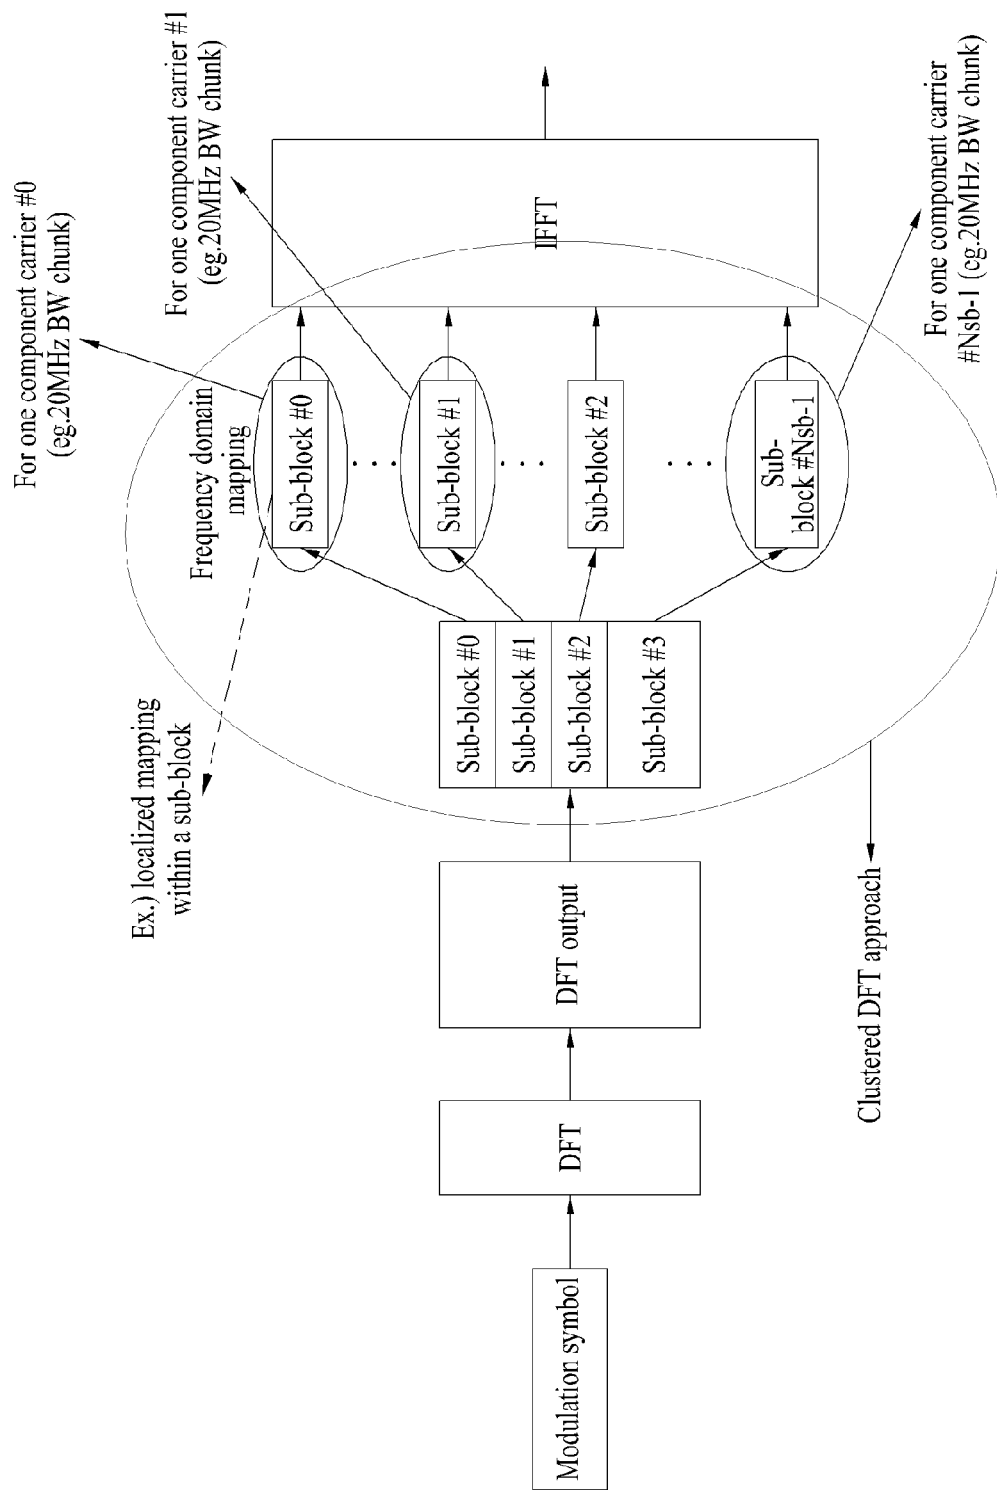 Modulation symbol
DFT
DFT output
Sub-block #0
Sub-block #1
Sub-block #2
Sub-block #3
Ex.) localized mapping
within a sub-block
Frequency domain
mapping
Sub-block #0
Sub-block #1
Sub-block #2
Sub-
block #Nsb-1
IFFT
For one component carrier #0
(eg.20MHz BW chunk)
For one component carrier #1
(eg.20MHz BW chunk)
For one component carrier
#Nsb-1 (eg.20MHz BW chunk)
Clustered DFT approach